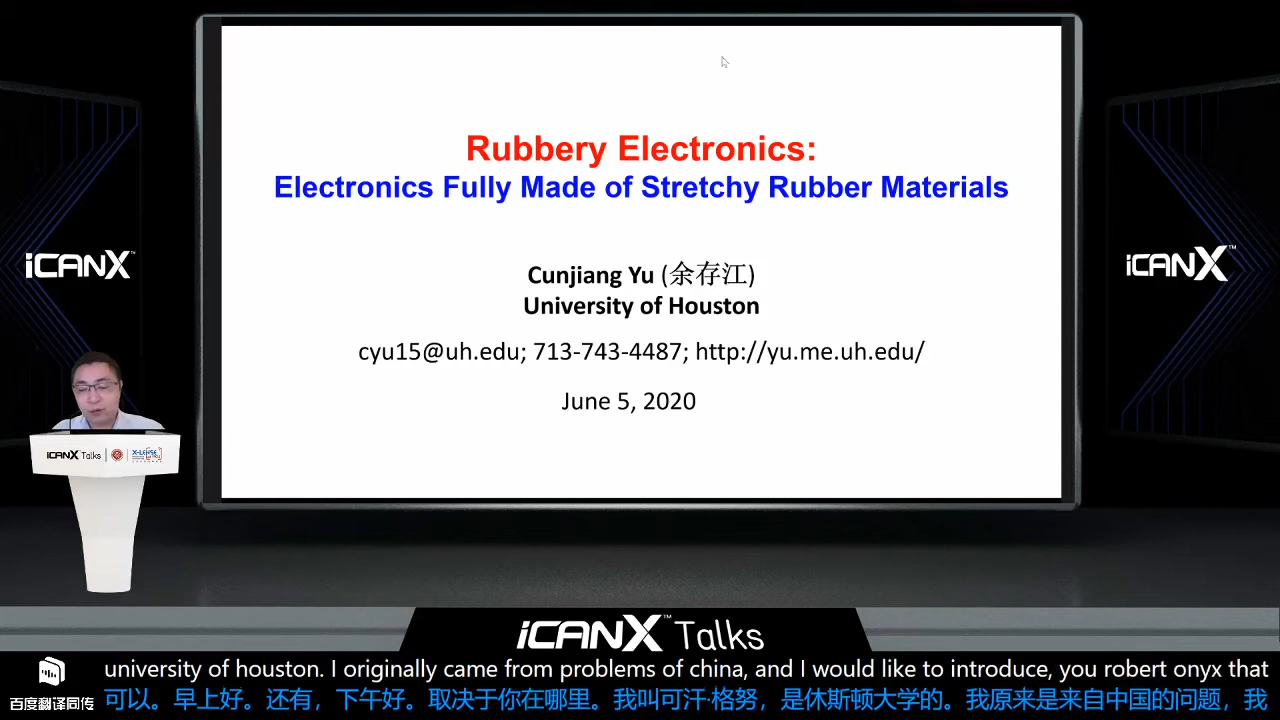 Rubbery Electronics:
Electronics Fully Made of Stretchy Rubber Materials
Cunjiang Yu (余存江)
University of Houston
cyu15@uh.edu; 713-743-4487; http://yu.me.uh.edu/
June 5, 2020
iCANX™
iCANX™
iCANX Talks
X-LENSE
iCANX™ Talks
university of houston. I originally came from problems of china, and I would like to introduce, you robert onyx that
百度翻译同传
可以。早上好。还有，下午好。取决于你在哪里。我叫可汗·格努，是休斯顿大学的。我原来是来自中国的问题，我